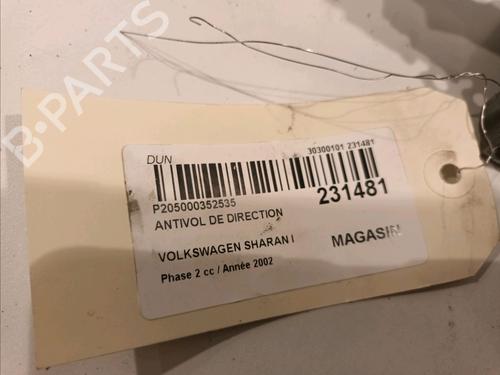 B-PARTS
DUN
30300101 231481
P205000352535
231481
ANTIVOL DE DIRECTION
VOLKSWAGEN SHARAN I
MAGASIN
Phase 2 cc / Année 2002